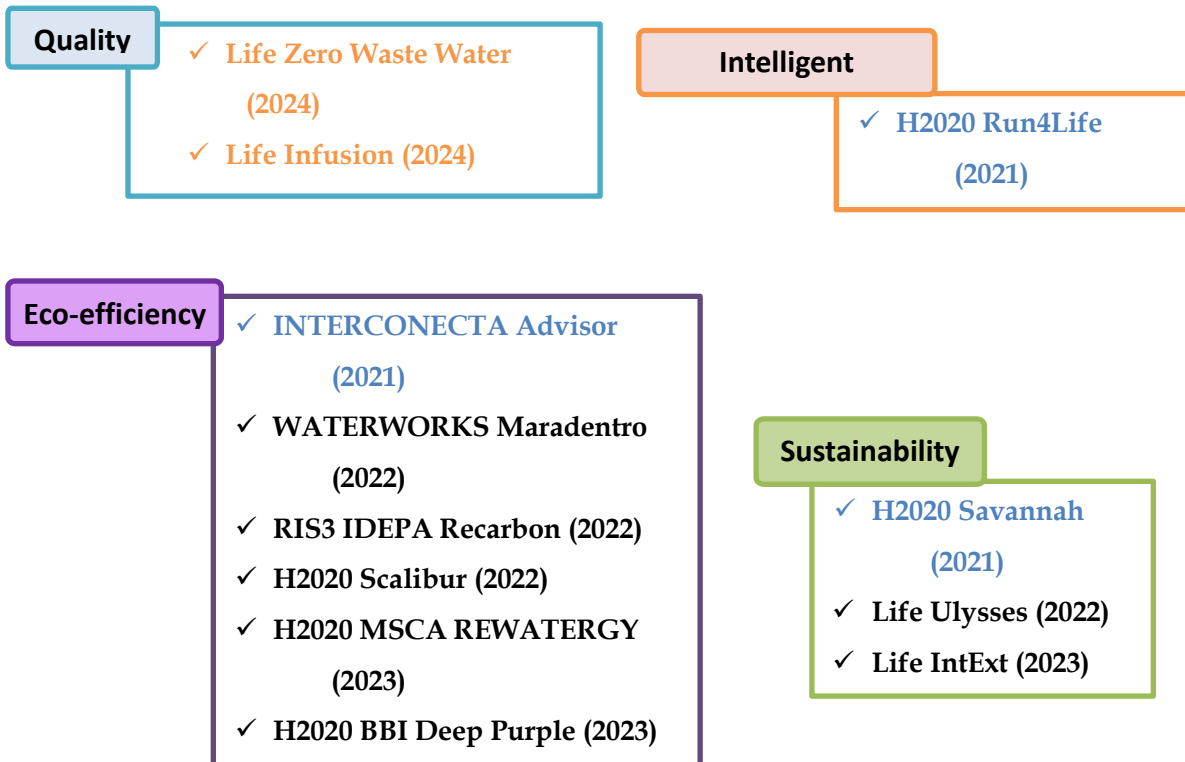 Quality
✓ Life Zero Waste Water
(2024)
✓ Life Infusion (2024)
Intelligent
✓ H2020 Run4Life
(2021)
Eco-efficiency
✓ INTERCONECTA Advisor
(2021)
✓ WATERWORKS Maradentro
(2022)
✓ RIS3 IDEPA Recarbon (2022)
✓ H2020 Scalibur (2022)
✓ H2020 MSCA REWATERGY
(2023)
✓ H2020 BBI Deep Purple (2023)
Sustainability
✓ H2020 Savannah
(2021)
✓ Life Ulysses (2022)
✓ Life IntExt (2023)